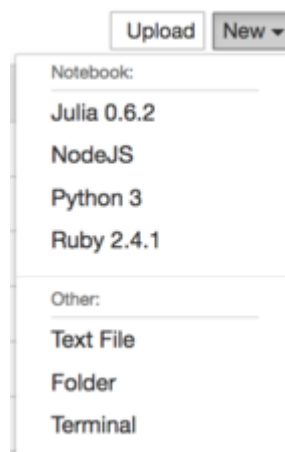 Upload New
Notebook:
Julia 0.6.2
NodeJS
Python 3
Ruby 2.4.1
Other:
Text File
Folder
Terminal